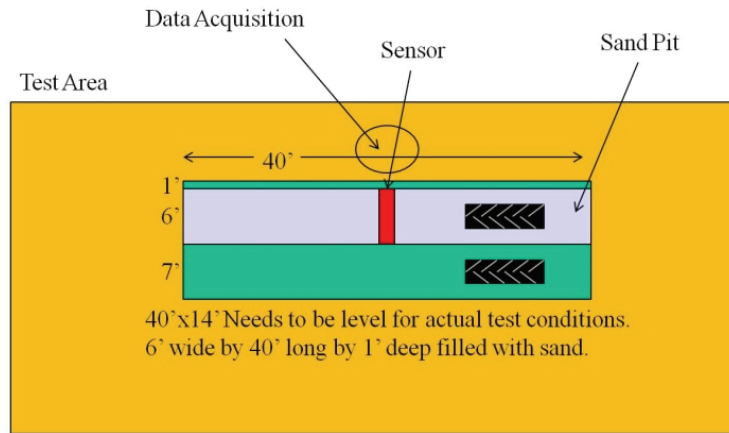 Data Acquisition
Sensor
Sand Pit
Test Area
40’
1’
6’
7’
40’x14’ Needs to be level for actual test conditions.
6’ wide by 40’ long by 1’ deep filled with sand.